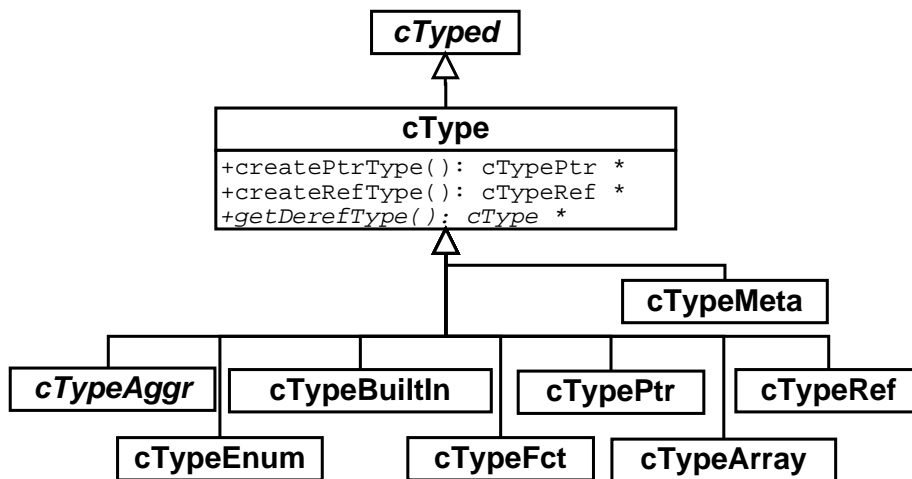 cTyped
cType
+createPtrType(): cTypePtr *
+createRefType(): cTypeRef *
+getDerefType(): cType *
cTypeMeta
cTypeAggr
cTypeBuiltIn
cTypePtr
cTypeRef
cTypeEnum
cTypeFct
cTypeArray